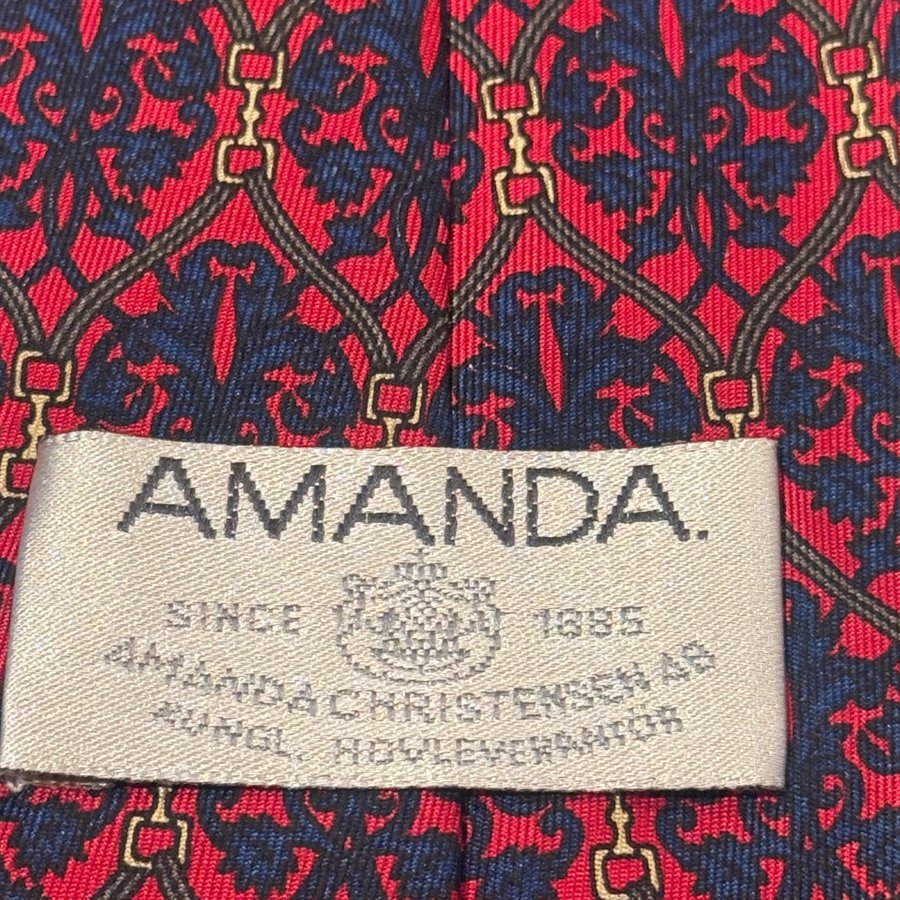 AMANDA.
SINCE 1885
AMANDA CHRISTENSEN AB
KUNGL. HOVLEVERANTÖR